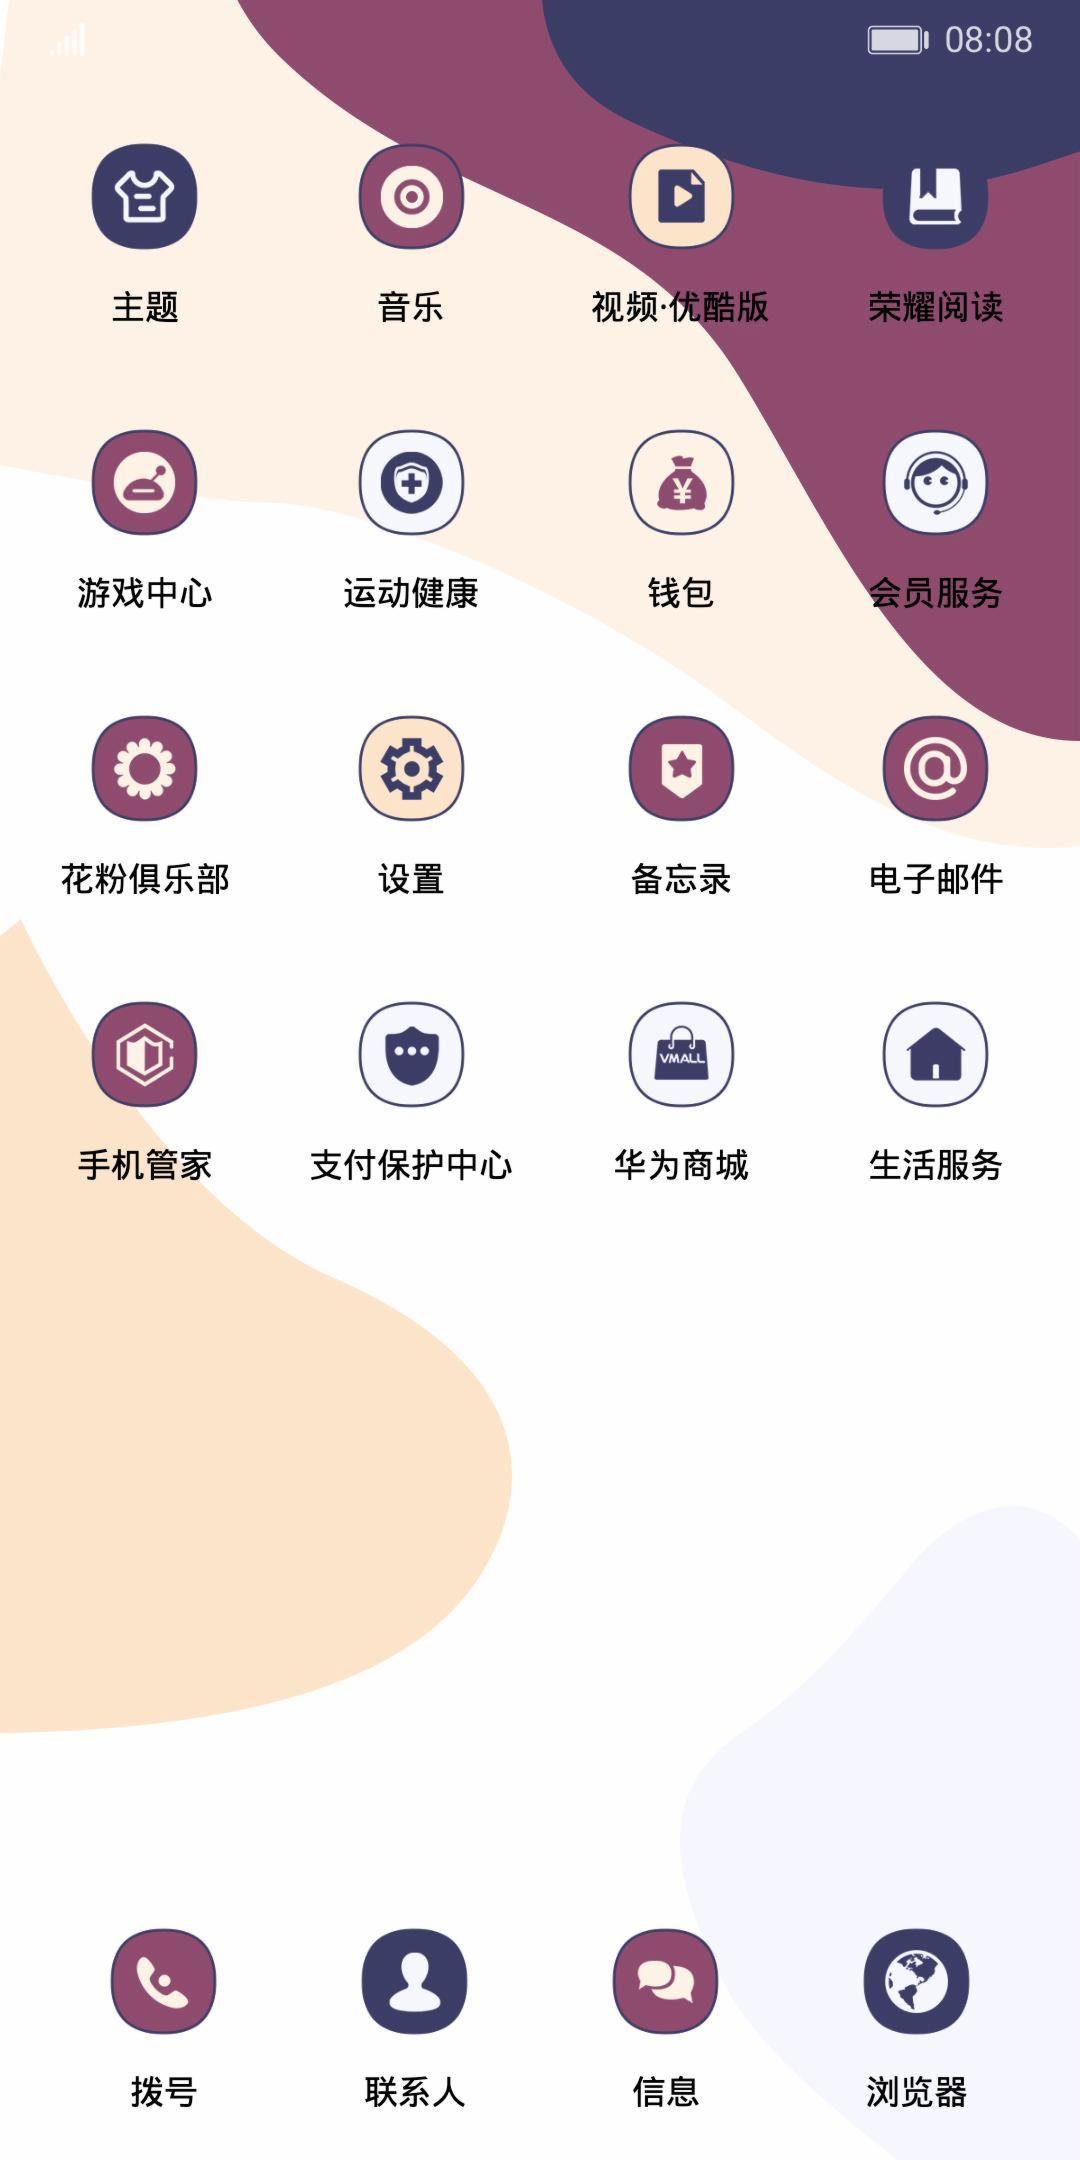 08:08
主题
音乐
视频·优酷版
荣耀阅读
¥
游戏中心
运动健康
钱包
会员服务
@
花粉俱乐部
设置
备忘录
电子邮件
VMALL
手机管家
支付保护中心
华为商城
生活服务
拨号
联系人
信息
浏览器